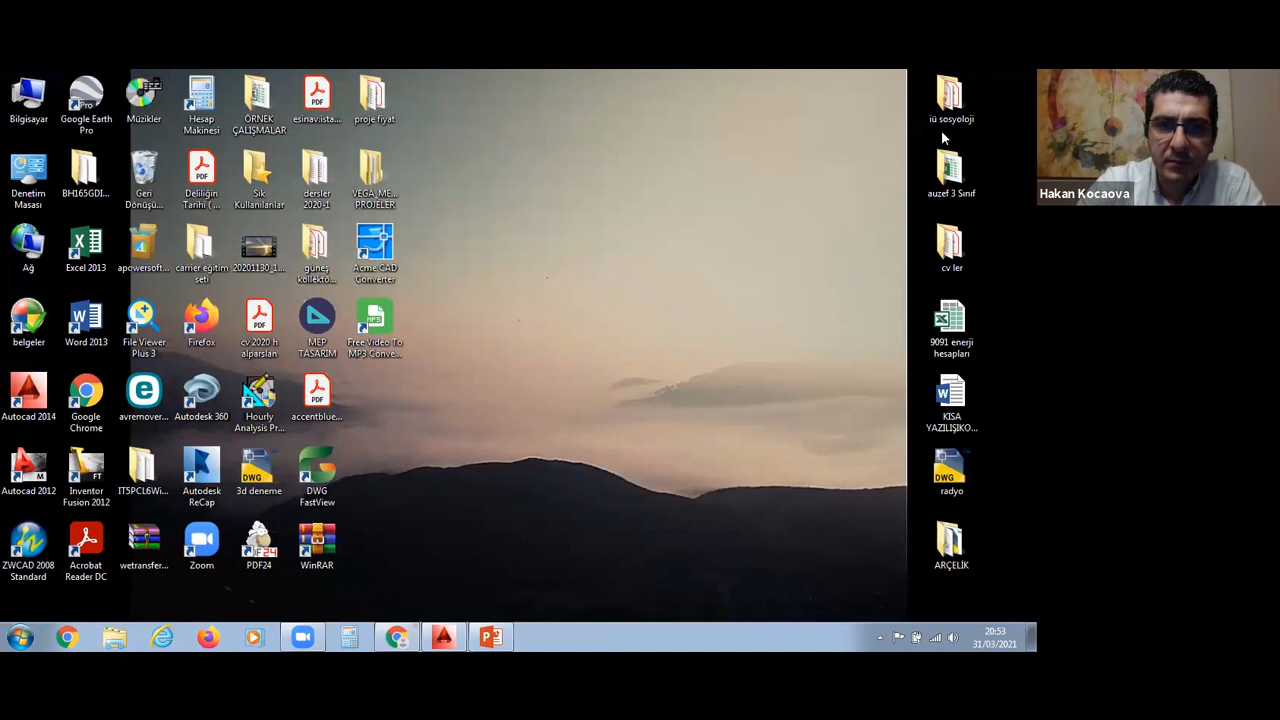 Bilgisayar
Google Earth
Pro
Müzikler
Hesap
Makinesi
ÖRNEK
ÇALIŞMALAR
esinav.ista...
proje fiyat
iü sosyoloji
Denetim
Masası
BH165GDI...
Geri
Dönüşü...
Deliliğin
Tarihi ( ...
Sık
Kullanılanlar
dersler
2020-1
VEGA_ME...
PROJELER
auzef 3 Sınıf
Ağ
Excel 2013
apowersoft...
carrier eğitim
seti
20201130_1...
güneş
kollektö...
Acme CAD
Converter
cv ler
belgeler
Word 2013
File Viewer
Plus 3
Firefox
cv 2020 h
alparslan
MEP
TASARIM
Free Video To
MP3 Conve...
9091 enerji
hesapları
Autocad 2014
Google
Chrome
avremover...
Autodesk 360
Hourly
Analysis Pr...
accentblue...
KISA
YAZILIŞIKO...
Autocad 2012
Inventor
Fusion 2012
IT5PCL6Wi...
Autodesk
ReCap
3d deneme
DWG
FastView
radyo
ZWCAD 2008
Standard
Acrobat
Reader DC
wetransfer...
Zoom
PDF24
WinRAR
ARÇELİK
Hakan Kocaova
20:53
31/03/2021